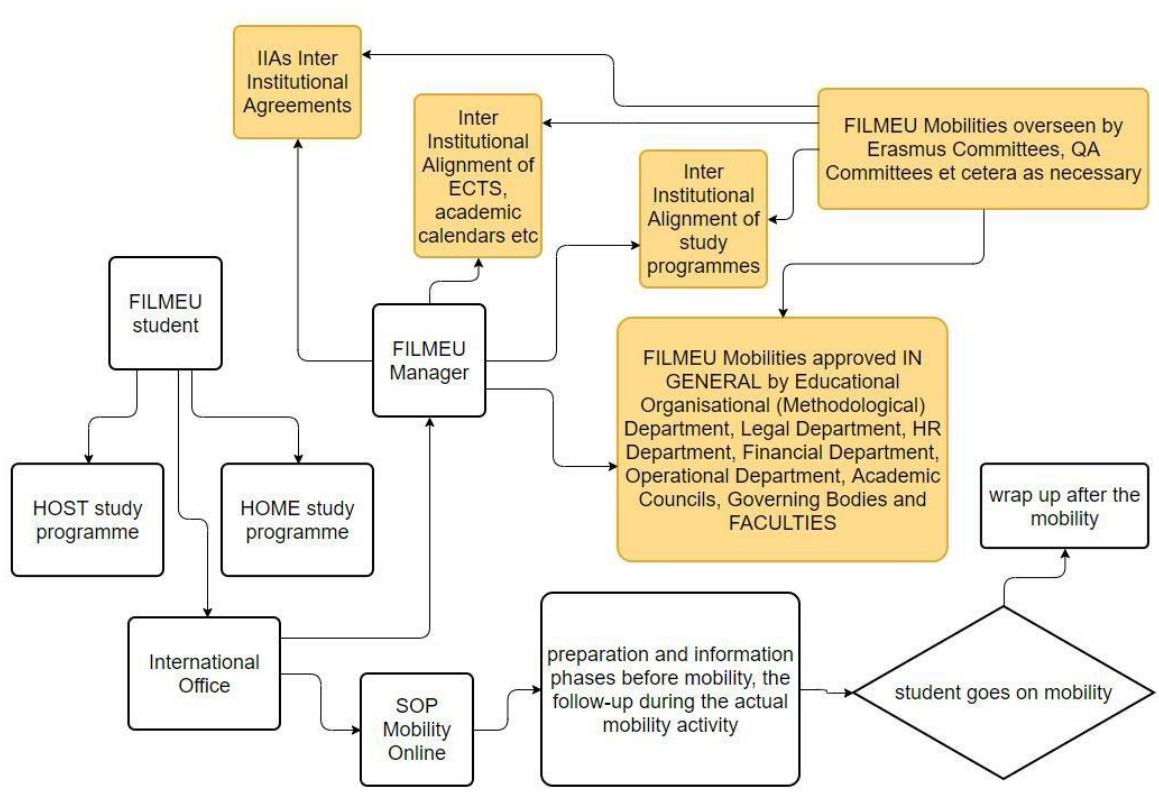 IIAs Inter
Institutional
Agreements
Inter
Institutional
Alignment of
ECTS,
academic
calendars etc
FILMEU Mobilities overseen by
Erasmus Committees, QA
Committees et cetera as necessary
Inter
Institutional
Alignment of
study
programmes
FILMEU
student
FILMEU
Manager
FILMEU Mobilities approved IN
GENERAL by Educational
Organisational (Methodological)
Department, Legal Department, HR
Department, Financial Department,
Operational Department, Academic
Councils, Governing Bodies and
FACULTIES
HOST study
programme
HOME study
programme
wrap up after the
mobility
International
Office
SOP
Mobility
Online
preparation and information
phases before mobility, the
follow-up during the actual
mobility activity
student goes on mobility